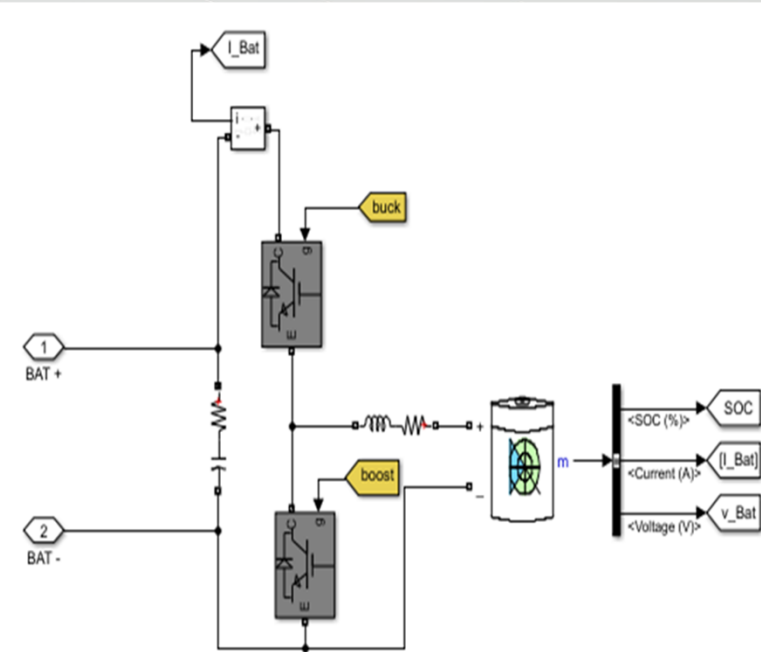 I_Bat
i
+
-
buck
C
g
E
1
BAT +
+
SOC
<SOC (%)>
boost
m
[I_Bat]
<Current (A)>
_
C
g
v_Bat
<Voltage (V)>
2
BAT -
E